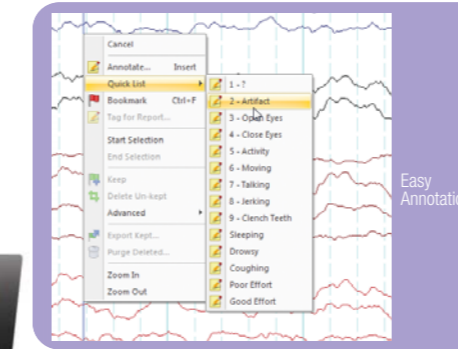 Cancel
Annotate... Insert
Quick List
Bookmark Ctrl+F
Tag for Report...
Start Selection
End Selection
Keep
Delete Un-kept
Advanced
Export Kept...
Purge Deleted...
Zoom In
Zoom Out
1 - ?
2 - Artifact
3 - Open Eyes
4 - Close Eyes
5 - Activity
6 - Moving
7 - Talking
8 - Jerking
9 - Clench Teeth
Sleeping
Drowsy
Coughing
Poor Effort
Good Effort
Easy
Annotatio